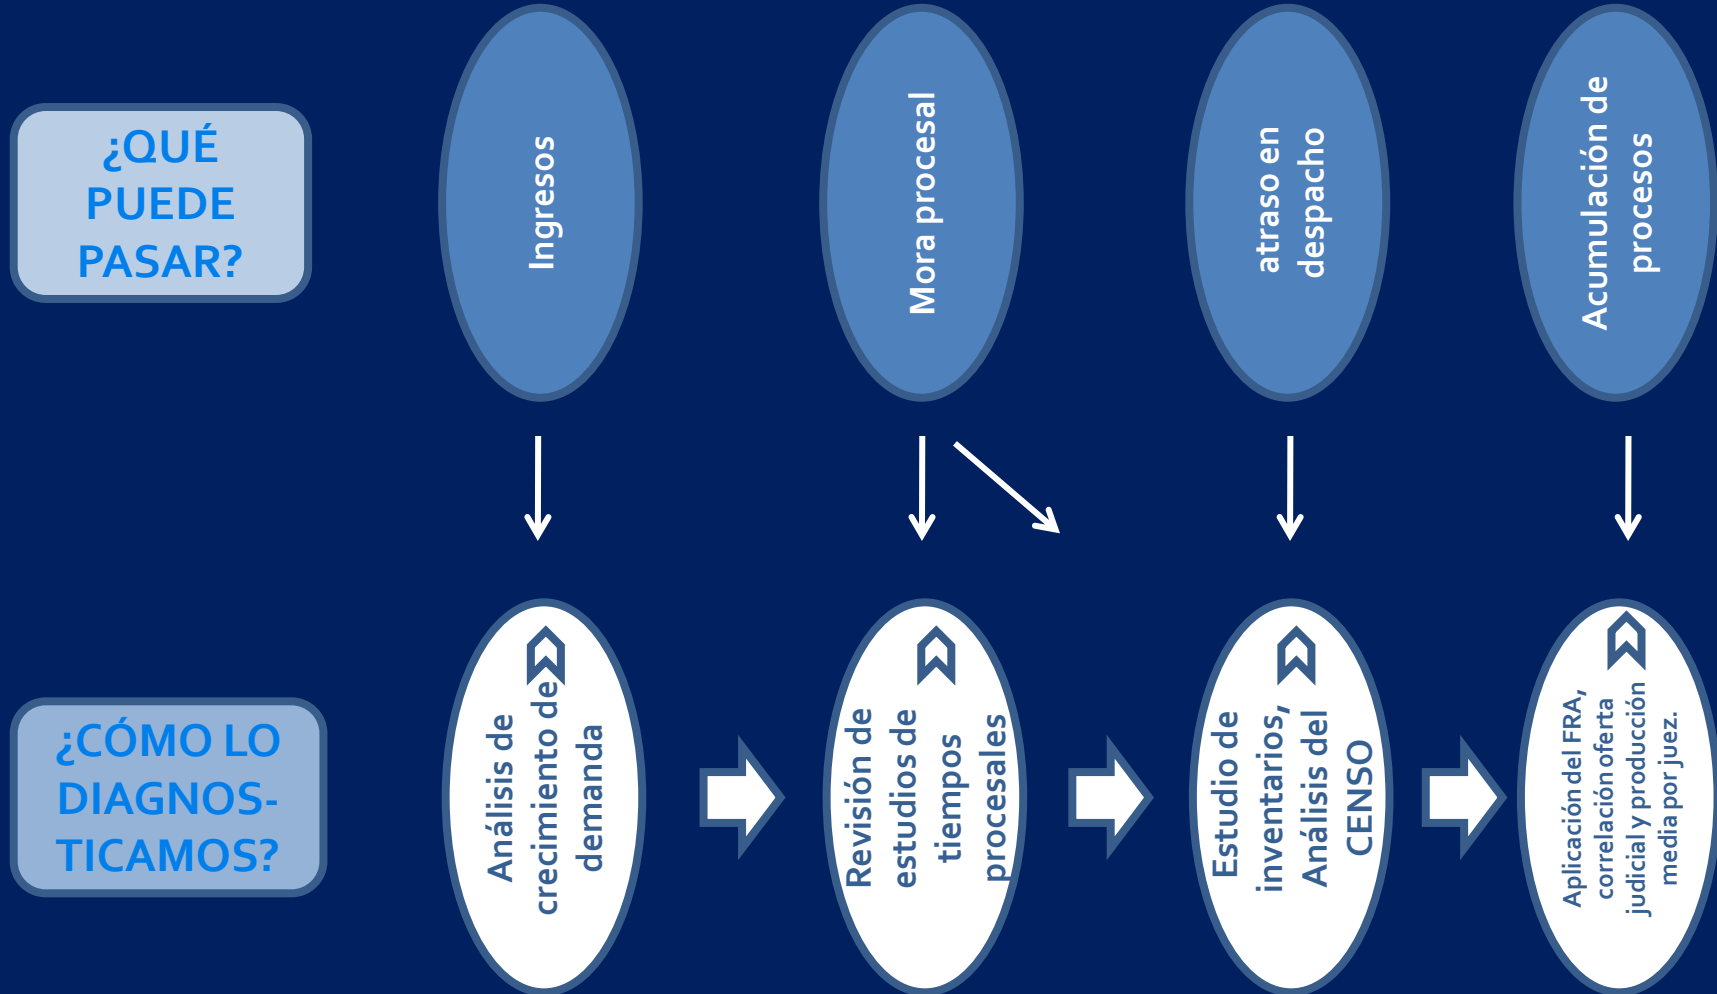 ¿QUÉ
PUEDE
PASAR?
Ingresos
Mora procesal
atraso en
despacho
Acumulación de
procesos
¿CÓMO LO
DIAGNOS-
TICAMOS?
Análisis de
crecimiento de
demanda
Revisión de
estudios de
tiempos
procesales
Estudio de
inventarios,
Análisis del
CENSO
Aplicación del FRA,
correlación oferta
judicial y producción
media por juez.